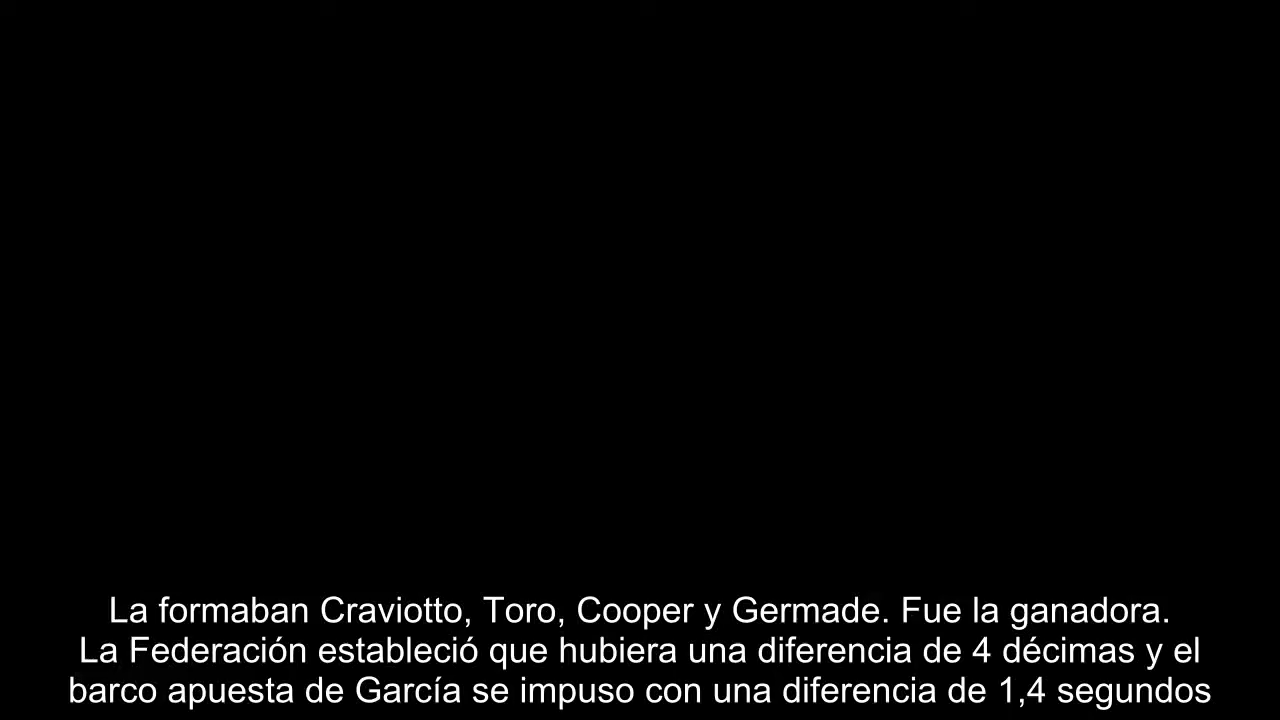 La formaban Craviotto, Toro, Cooper y Germade. Fue la ganadora.
La Federación estableció que hubiera una diferencia de 4 décimas y el
barco apuesta de García se impuso con una diferencia de 1,4 segundos